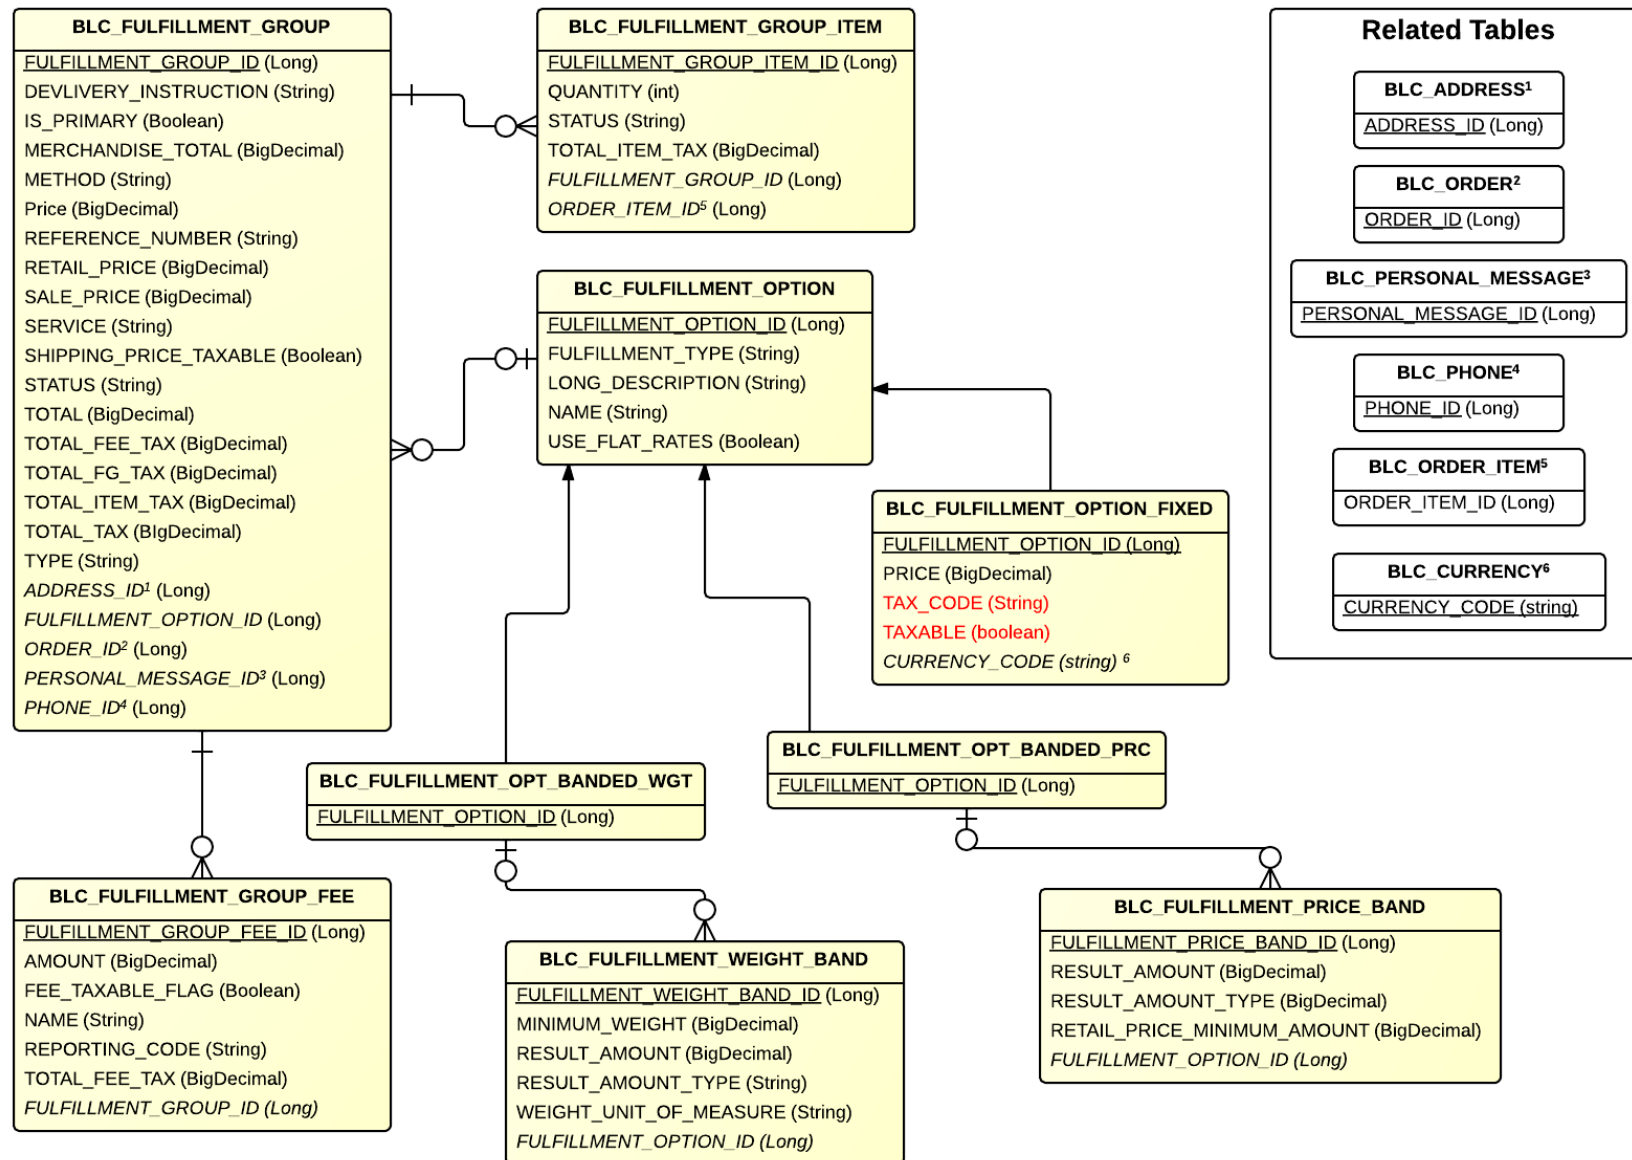 BLC_FULFILLMENT_GROUP
FULFILLMENT_GROUP_ID (Long)
DEVLIVERY_INSTRUCTION (String)
IS_PRIMARY (Boolean)
MERCHANDISE_TOTAL (BigDecimal)
METHOD (String)
Price (BigDecimal)
REFERENCE_NUMBER (String)
RETAIL_PRICE (BigDecimal)
SALE_PRICE (BigDecimal)
SERVICE (String)
SHIPPING_PRICE_TAXABLE (Boolean)
STATUS (String)
TOTAL (BigDecimal)
TOTAL_FEE_TAX (BigDecimal)
TOTAL_FG_TAX (BigDecimal)
TOTAL_ITEM_TAX (BigDecimal)
TOTAL_TAX (BIgDecimal)
TYPE (String)
ADDRESS_ID¹ (Long)
FULFILLMENT_OPTION_ID (Long)
ORDER_ID² (Long)
PERSONAL_MESSAGE_ID³ (Long)
PHONE_ID⁴ (Long)
BLC_FULFILLMENT_GROUP_ITEM
FULFILLMENT_GROUP_ITEM_ID (Long)
QUANTITY (int)
STATUS (String)
TOTAL_ITEM_TAX (BigDecimal)
FULFILLMENT_GROUP_ID (Long)
ORDER_ITEM_ID⁵ (Long)
BLC_FULFILLMENT_OPTION
FULFILLMENT_OPTION_ID (Long)
FULFILLMENT_TYPE (String)
LONG_DESCRIPTION (String)
NAME (String)
USE_FLAT_RATES (Boolean)
BLC_FULFILLMENT_OPTION_FIXED
FULFILLMENT_OPTION_ID (Long)
PRICE (BigDecimal)
TAX_CODE (String)
TAXABLE (boolean)
CURRENCY_CODE (string) ⁶
BLC_FULFILLMENT_OPT_BANDED_WGT
FULFILLMENT_OPTION_ID (Long)
BLC_FULFILLMENT_OPT_BANDED_PRC
FULFILLMENT_OPTION_ID (Long)
BLC_FULFILLMENT_GROUP_FEE
FULFILLMENT_GROUP_FEE_ID (Long)
AMOUNT (BigDecimal)
FEE_TAXABLE_FLAG (Boolean)
NAME (String)
REPORTING_CODE (String)
TOTAL_FEE_TAX (BigDecimal)
FULFILLMENT_GROUP_ID (Long)
BLC_FULFILLMENT_WEIGHT_BAND
FULFILLMENT_WEIGHT_BAND_ID (Long)
MINIMUM_WEIGHT (BigDecimal)
RESULT_AMOUNT (BigDecimal)
RESULT_AMOUNT_TYPE (String)
WEIGHT_UNIT_OF_MEASURE (String)
FULFILLMENT_OPTION_ID (Long)
BLC_FULFILLMENT_PRICE_BAND
FULFILLMENT_PRICE_BAND_ID (Long)
RESULT_AMOUNT (BigDecimal)
RESULT_AMOUNT_TYPE (BigDecimal)
RETAIL_PRICE_MINIMUM_AMOUNT (BigDecimal)
FULFILLMENT_OPTION_ID (Long)
Related Tables
BLC_ADDRESS¹
ADDRESS_ID (Long)
BLC_ORDER²
ORDER_ID (Long)
BLC_PERSONAL_MESSAGE³
PERSONAL_MESSAGE_ID (Long)
BLC_PHONE⁴
PHONE_ID (Long)
BLC_ORDER_ITEM⁵
ORDER_ITEM_ID (Long)
BLC_CURRENCY⁶
CURRENCY_CODE (string)